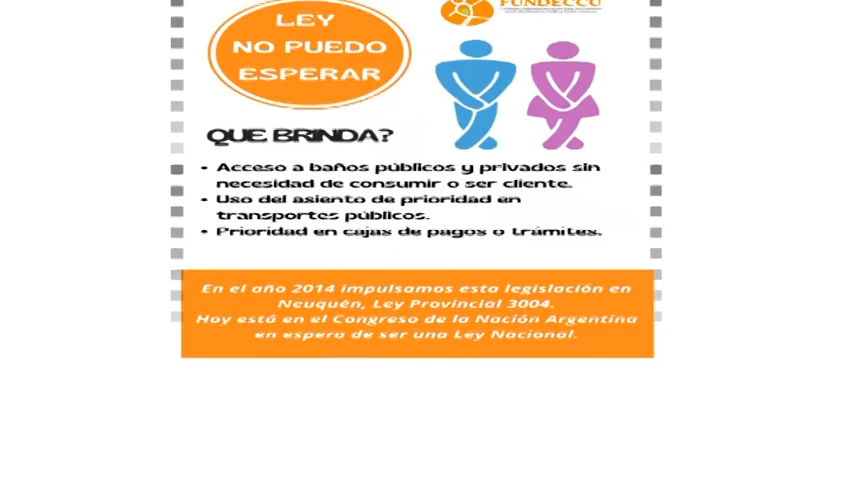 LEY
NO PUEDO
ESPERAR
FUNDECCU
QUE BRINDA?
• Acceso a baños públicos y privados sin
necesidad de consumir o ser cliente.
• Uso del asiento de prioridad en
transportes públicos.
• Prioridad en cajas de pagos o trámites.
En el año 2014 impulsamos esta legislación en
Neuquén, Ley Provincial 3004.
Hoy está en el Congreso de la Nación Argentina
en espera de ser una Ley Nacional.